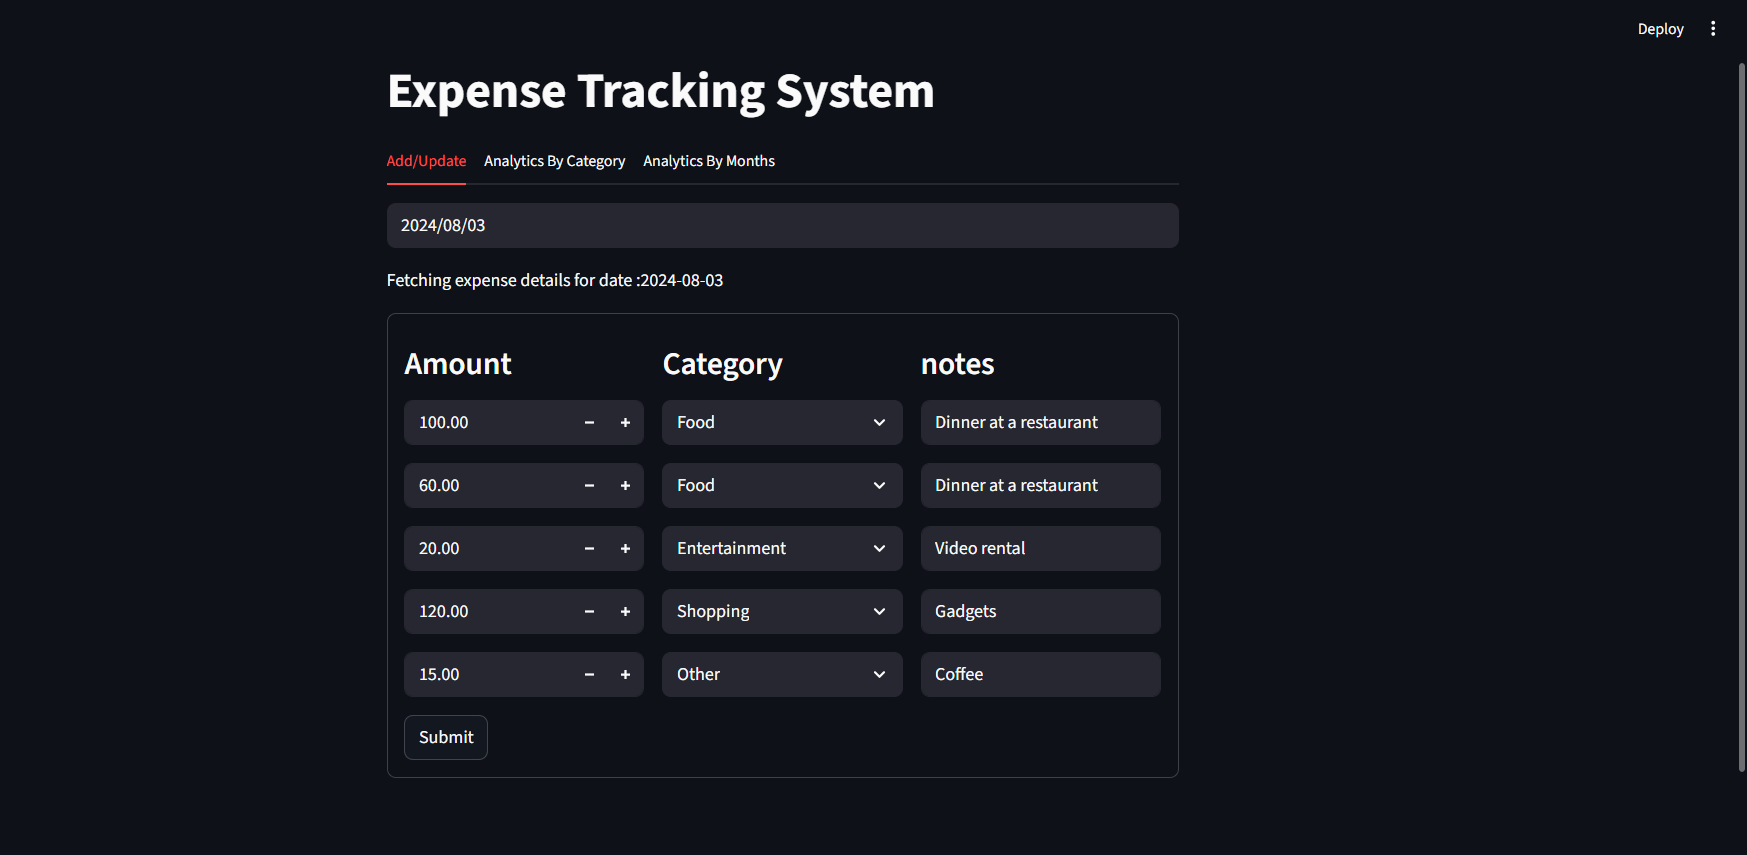 Deploy
Expense Tracking System
Add/Update Analytics By Category Analytics By Months
2024/08/03
Fetching expense details for date :2024-08-03
Amount Category notes
100.00 Food Dinner at a restaurant
60.00 Food Dinner at a restaurant
20.00 Entertainment Video rental
120.00 Shopping Gadgets
15.00 Other Coffee
Submit